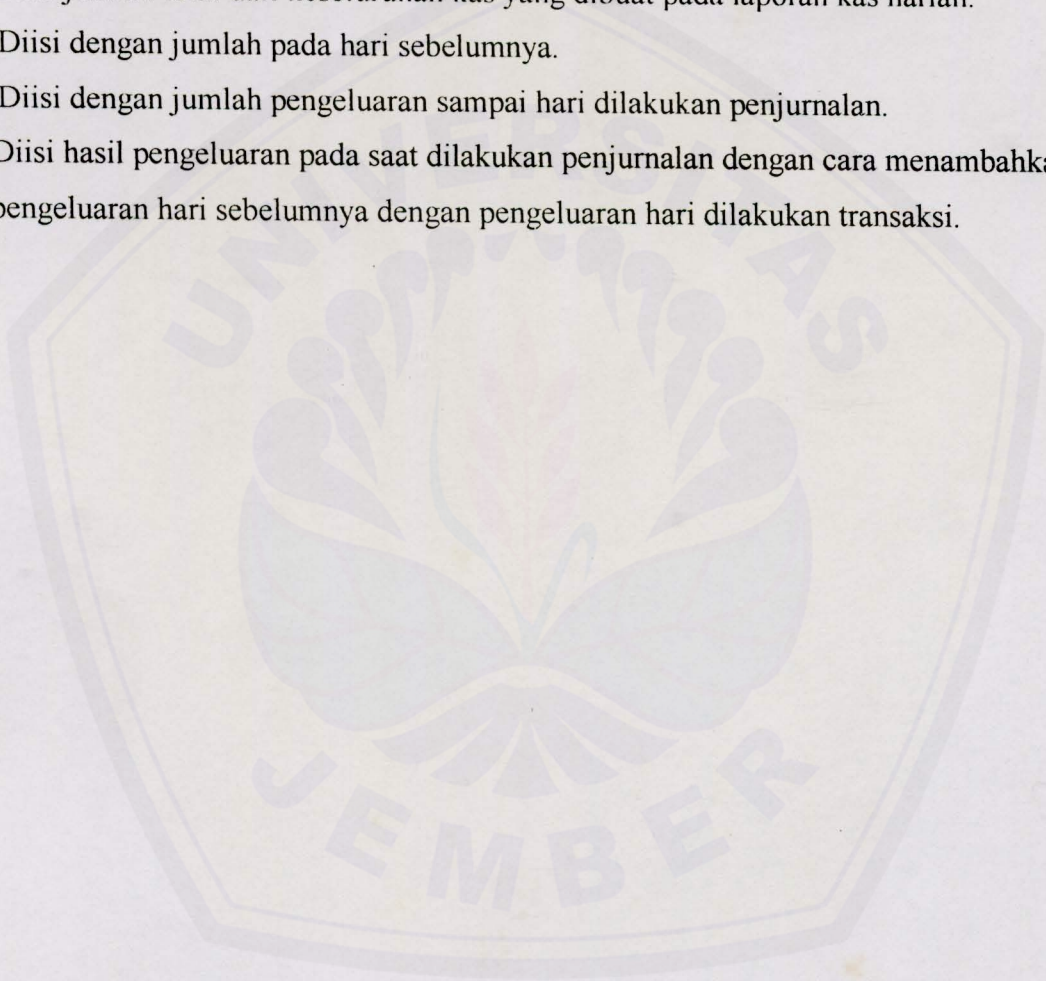 kas yang dibuat pada laporan kas harian.
Diisi dengan jumlah pada hari sebelumnya.
Diisi dengan jumlah pengeluaran sampai hari dilakukan penjurnalan.
Diisi hasil pengeluaran pada saat dilakukan penjurnalan dengan cara menambahka
pengeluaran hari sebelumnya dengan pengeluaran hari dilakukan transaksi.
UNIVERSITAS
JEMBER